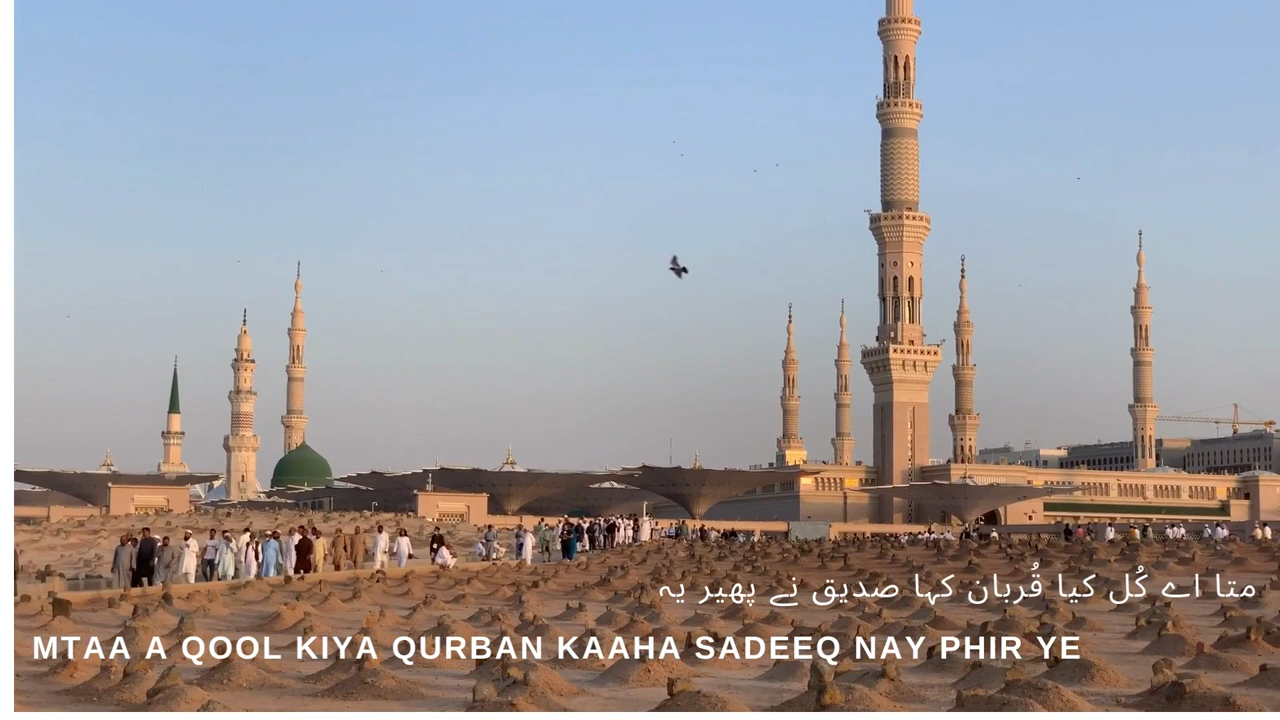 متا اے کُل کیا قُربان کہا صدیق نے پھیر یہ
MTAA A QOOL KIYA QURBAN KAAHA SADEEQ NAY PHIR YE